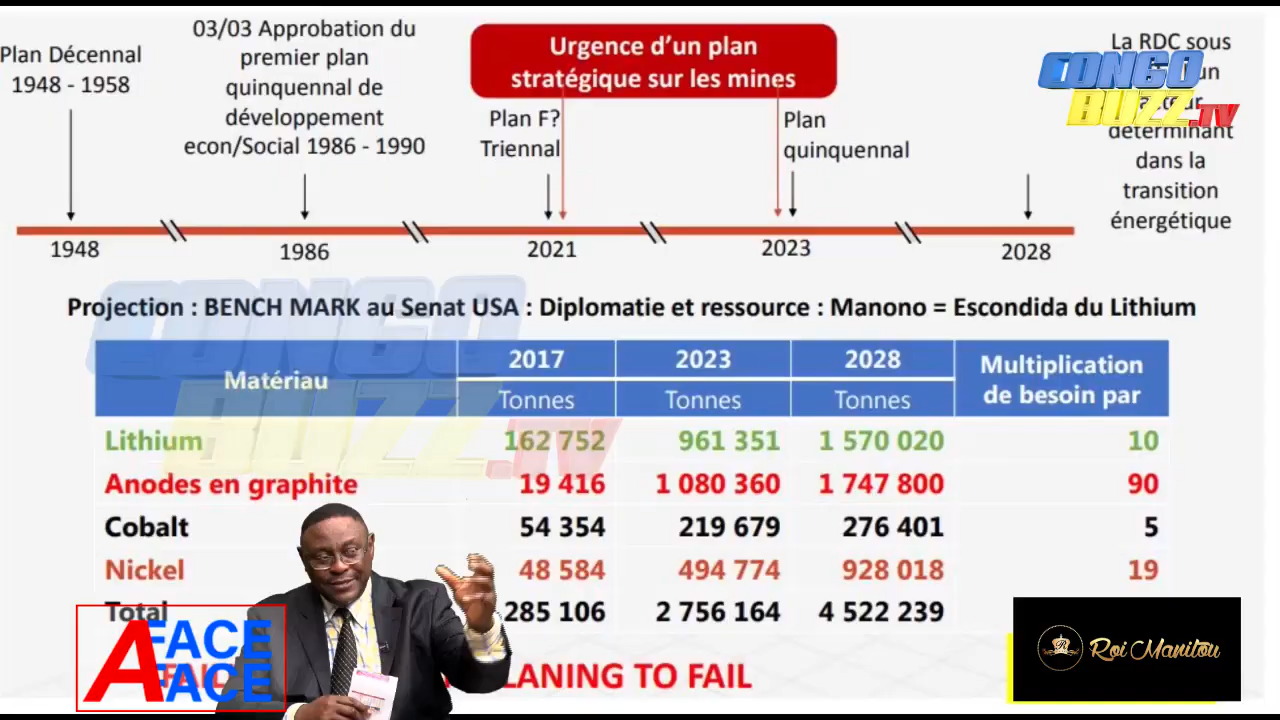 Plan Décennal
1948 - 1958
03/03 Approbation du
premier plan
quinquennal de
développement
econ/Social 1986 - 1990
Urgence d'un plan
stratégique sur les mines
Plan F?
Triennal
Plan
quinquennal
La RDC sous
un
déterminant
dans la
transition
énergétique
CONGO
BUZZ.TV
1948
1986
2021
2023
2028
Projection : BENCH MARK au Senat USA : Diplomatie et ressource : Manono = Escondida du Lithium
CONGO
BUZZ.TV
Matériau 2017 2023 2028 Multiplication
de besoin par
Tonnes Tonnes Tonnes
Lithium 162 752 961 351 1 570 020 10
Anodes en graphite 19 416 1 080 360 1 747 800 90
Cobalt 54 354 219 679 276 401 5
Nickel 48 584 494 774 928 018 19
Total 285 106 2 756 164 4 522 239
A FACE
FACE
LANING TO FAIL
Roi Manitou